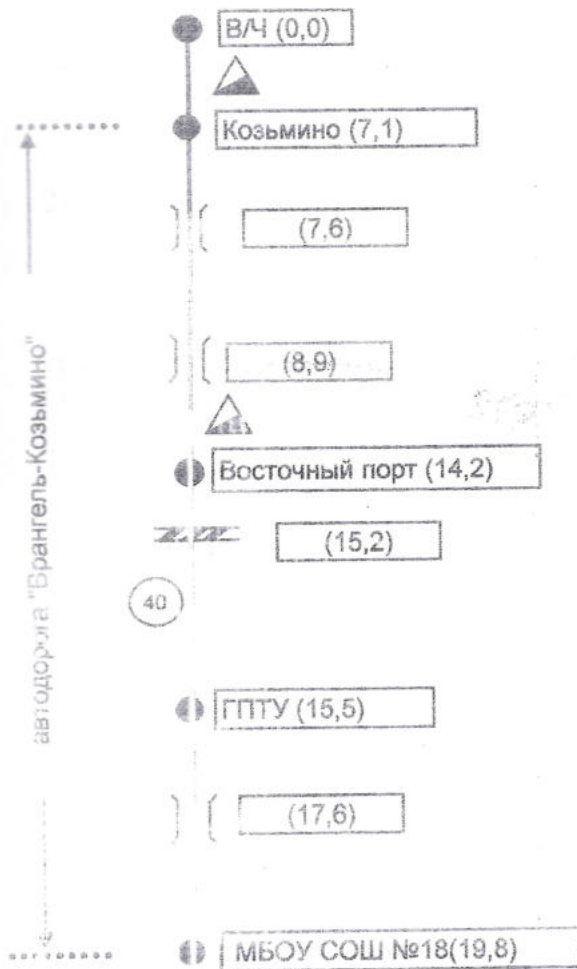 В/Ч (0,0)
Козьмино (7,1)
(7,6)
(8,9)
автодорога "Врангель-Козьмино"
Восточный порт (14,2)
(15,2)
40
ГПТУ (15,5)
(17,6)
МБОУ СОШ №18(19,8)